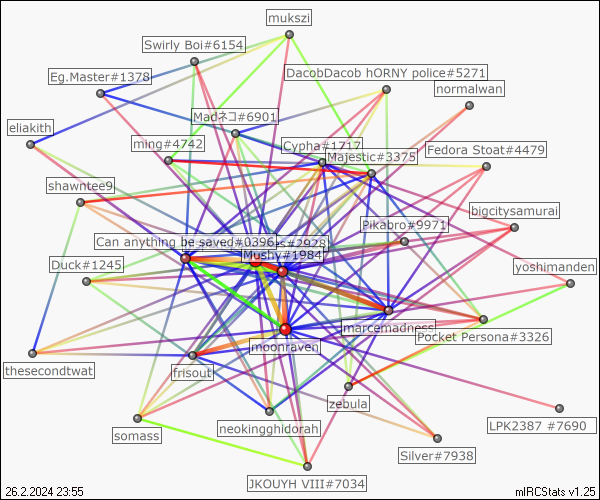 mukszi
Swirly Boi#6154
Eg.Master#1378
DacobDacob hORNY police#5271
normalwan
Madネコ#6901
eliakith
ming#4742
Cypha#1717
Majestic#3375
Fedora Stoat#4479
shawntee9
bigcitysamurai
Pikabro#9971
Can anything be saved#0396
s#2928
Mushy#1984
Duck#1245
yoshimanden
marcemadness
Pocket Persona#3326
moonraven
thesecondtwat
frisout
zebula
LPK2387 #7690
neokingghidorah
somass
Silver#7938
JKOUYH VIII#7034
26.2.2024 23:55
mIRCStats v1.25